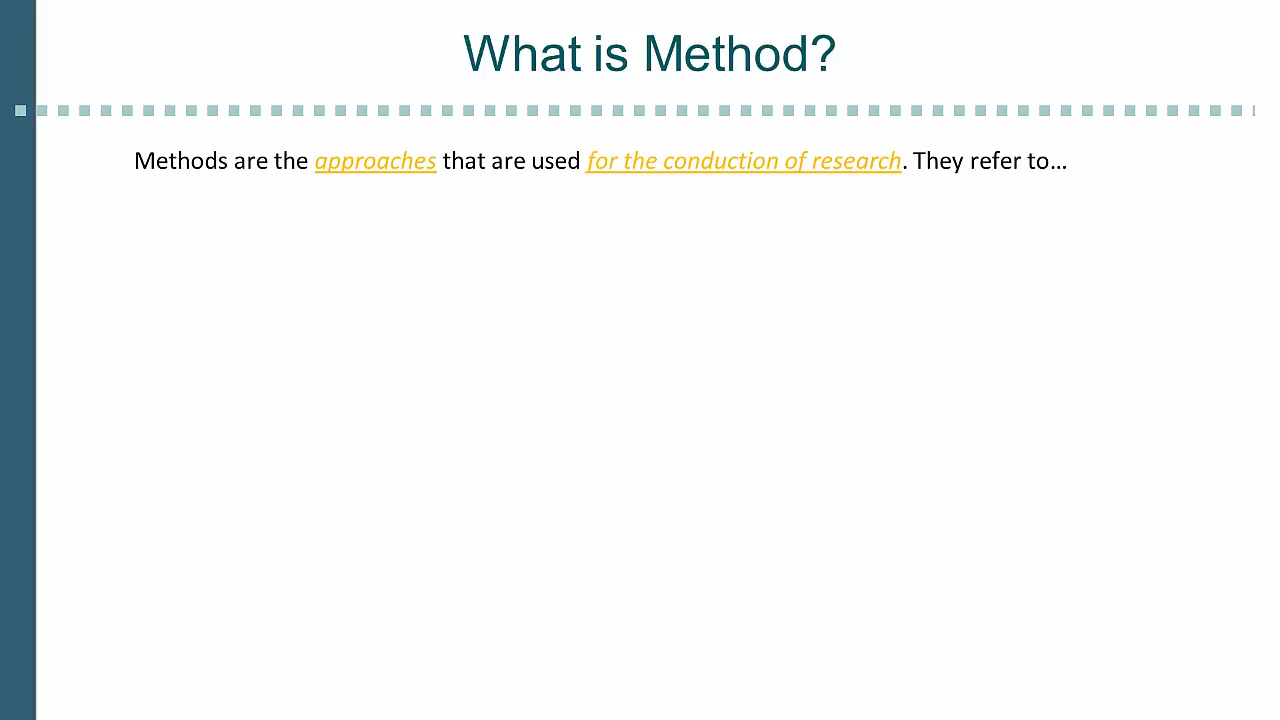 What is Method?
Methods are the approaches that are used for the conduction of research. They refer to…